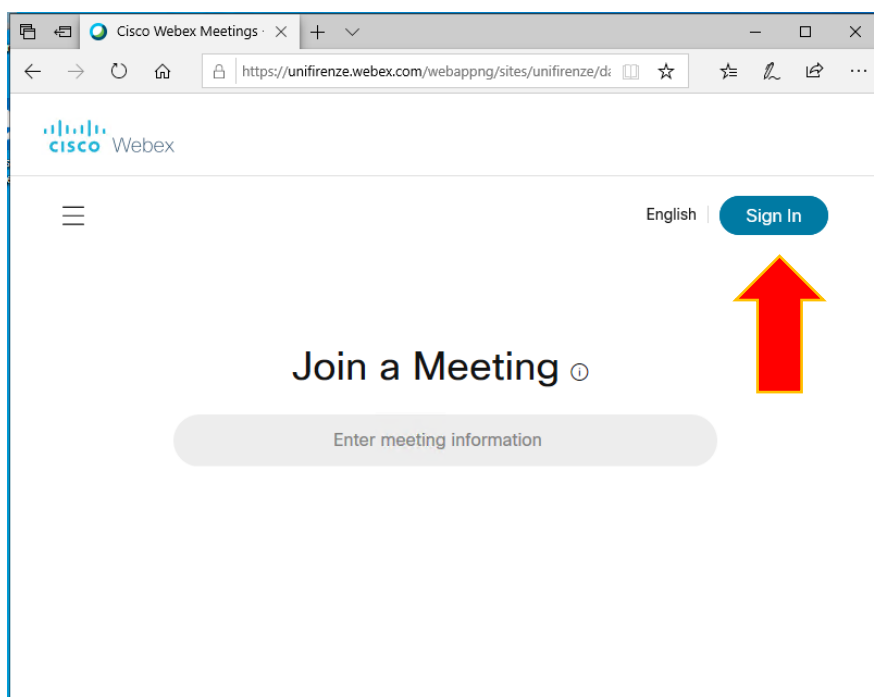 Cisco Webex Meetings ·
https://unifirenze.webex.com/webappng/sites/unifirenze/da
cisco Webex
English
Sign In
Join a Meeting
Enter meeting information